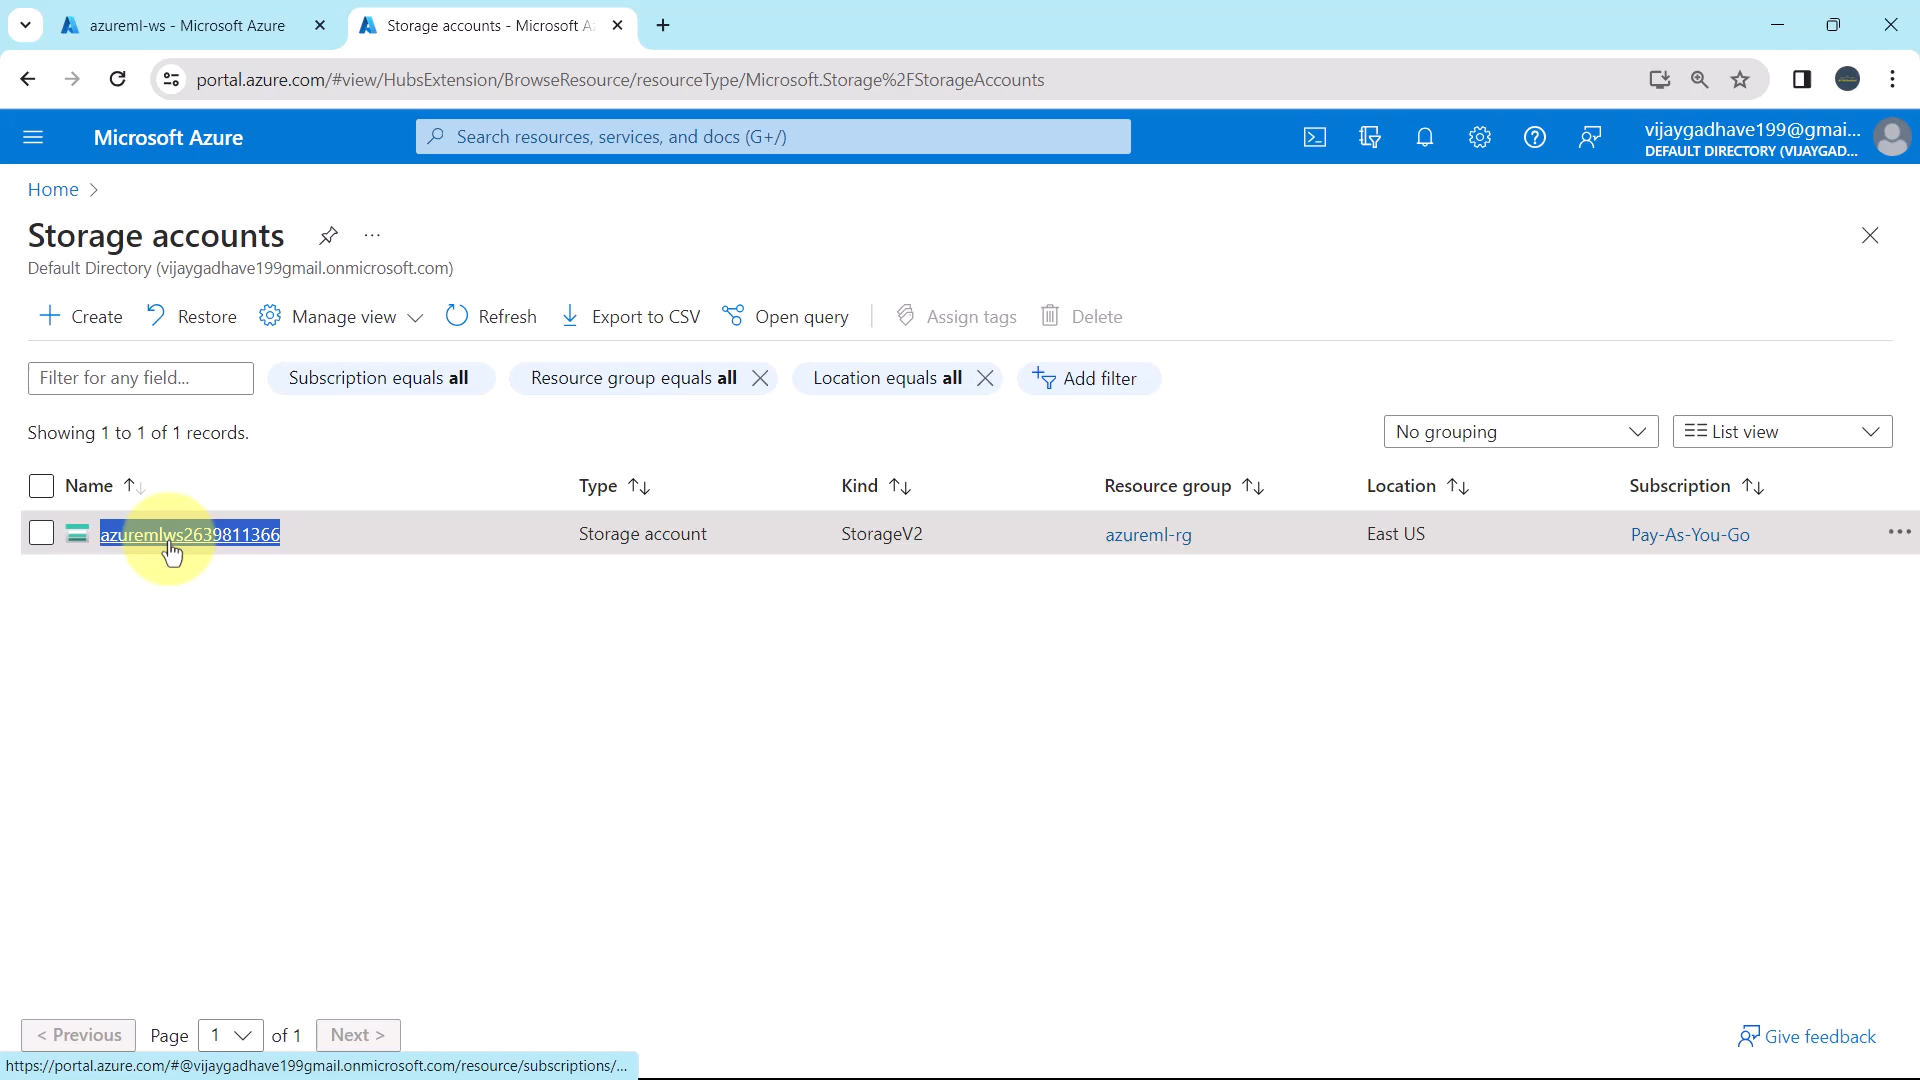 azureml-ws - Microsoft Azure
Storage accounts - Microsoft A
portal.azure.com/#view/HubsExtension/BrowseResource/resourceType/Microsoft.Storage%2FStorageAccounts
Microsoft Azure
Search resources, services, and docs (G+/)
vijaygadhave199@gmai...
DEFAULT DIRECTORY (VIJAYGAD...
Home >
Storage accounts
Default Directory (vijaygadhave199gmail.onmicrosoft.com)
Create Restore Manage view Refresh Export to CSV Open query Assign tags Delete
Filter for any field... Subscription equals all Resource group equals all Location equals all Add filter
Showing 1 to 1 of 1 records. No grouping List view
Name Type Kind Resource group Location Subscription
azuremlws2639811366 Storage account StorageV2 azureml-rg East US Pay-As-You-Go
< Previous Page 1 of 1 Next > Give feedback
https://portal.azure.com/#@vijaygadhave199gmail.onmicrosoft.com/resource/subscriptions/...